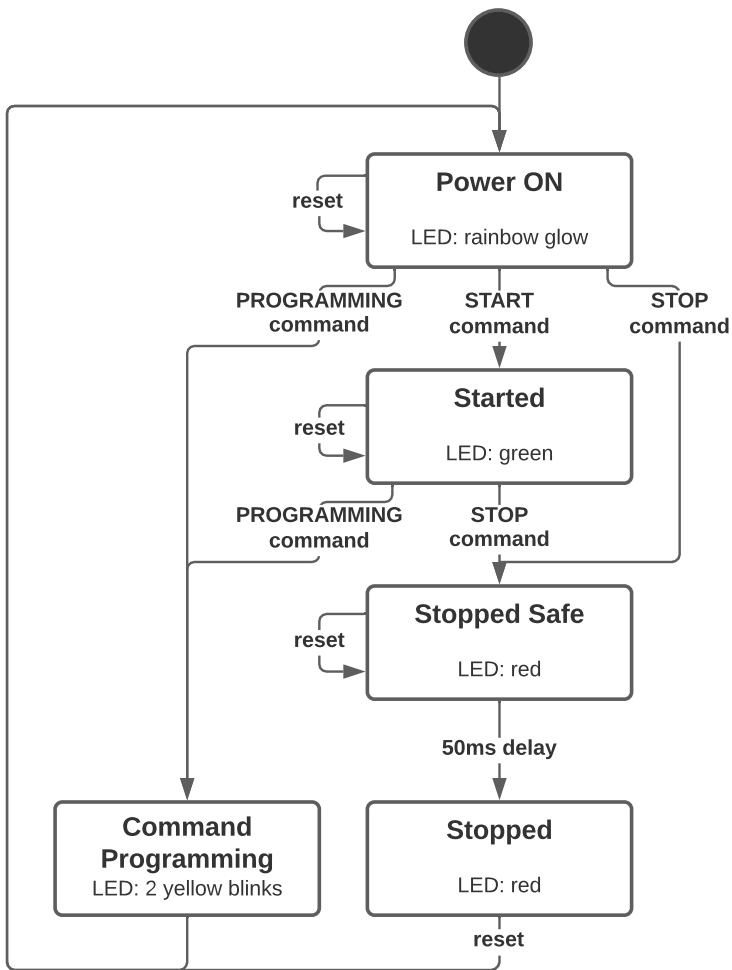 Power ON
reset
LED: rainbow glow
PROGRAMMING
command
START
command
STOP
command
Started
reset
LED: green
PROGRAMMING
command
STOP
command
Stopped Safe
reset
LED: red
50ms delay
Command
Programming
LED: 2 yellow blinks
Stopped
LED: red
reset